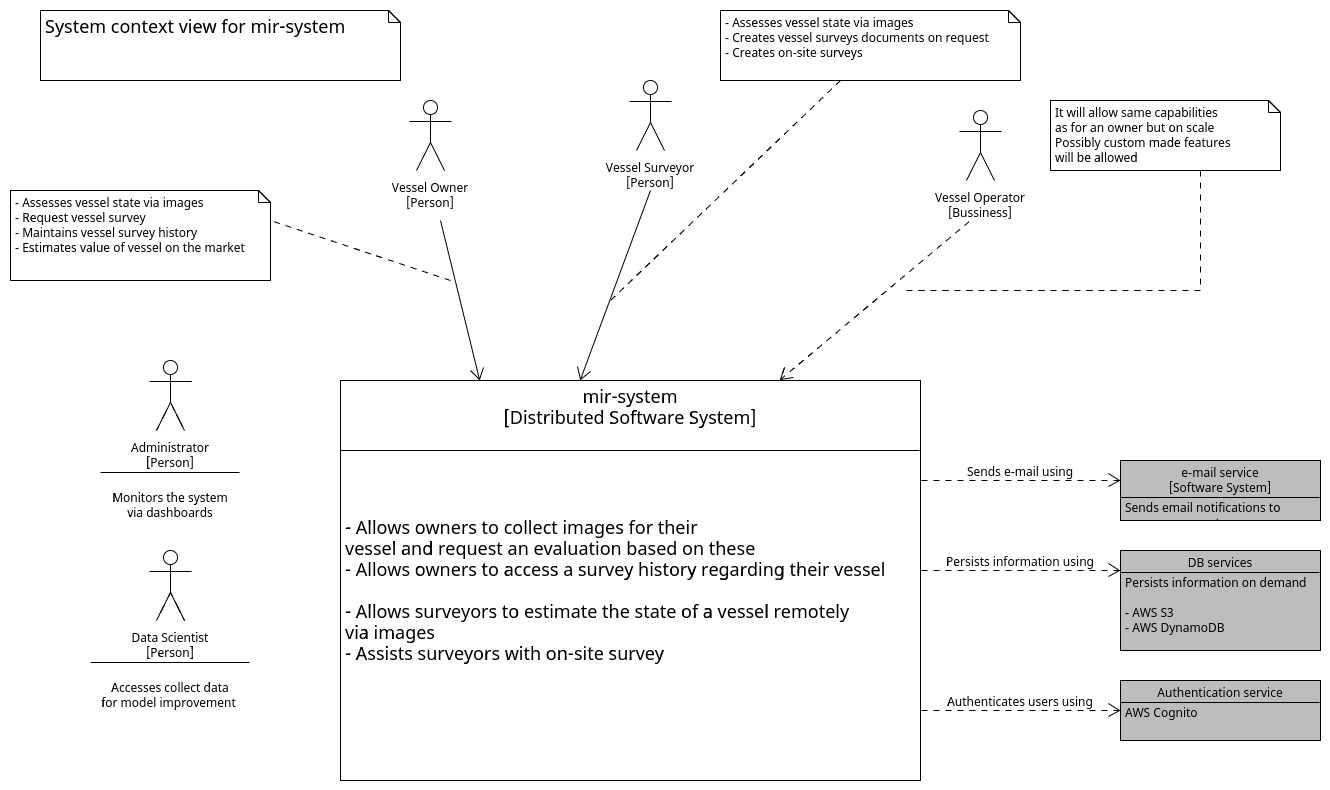 System context view for mir-system
- Assesses vessel state via images
- Creates vessel surveys documents on request
- Creates on-site surveys
It will allow same capabilities
as for an owner but on scale
Possibly custom made features
will be allowed
Vessel Owner
[Person]
Vessel Surveyor
[Person]
Vessel Operator
[Bussiness]
- Assesses vessel state via images
- Request vessel survey
- Maintains vessel survey history
- Estimates value of vessel on the market
Administrator
[Person]
Monitors the system
via dashboards
Data Scientist
[Person]
Accesses collect data
for model improvement
mir-system
[Distributed Software System]
- Allows owners to collect images for their
vessel and request an evaluation based on these
- Allows owners to access a survey history regarding their vessel
- Allows surveyors to estimate the state of a vessel remotely
via images
- Assists surveyors with on-site survey
Sends e-mail using
e-mail service
[Software System]
Sends email notifications to
Persists information using
DB services
Persists information on demand
- AWS S3
- AWS DynamoDB
Authenticates users using
Authentication service
AWS Cognito